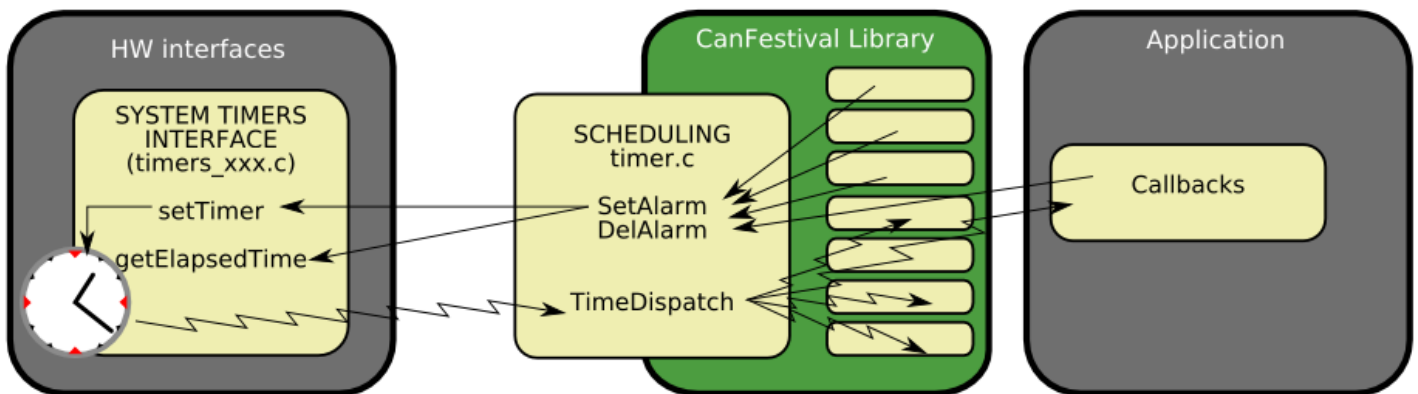 HW interfaces
SYSTEM TIMERS
INTERFACE
(timers_xxx.c)
setTimer
getElapsedTime
SCHEDULING
timer.c
SetAlarm
DelAlarm
TimeDispatch
CanFestival Library
Application
Callbacks